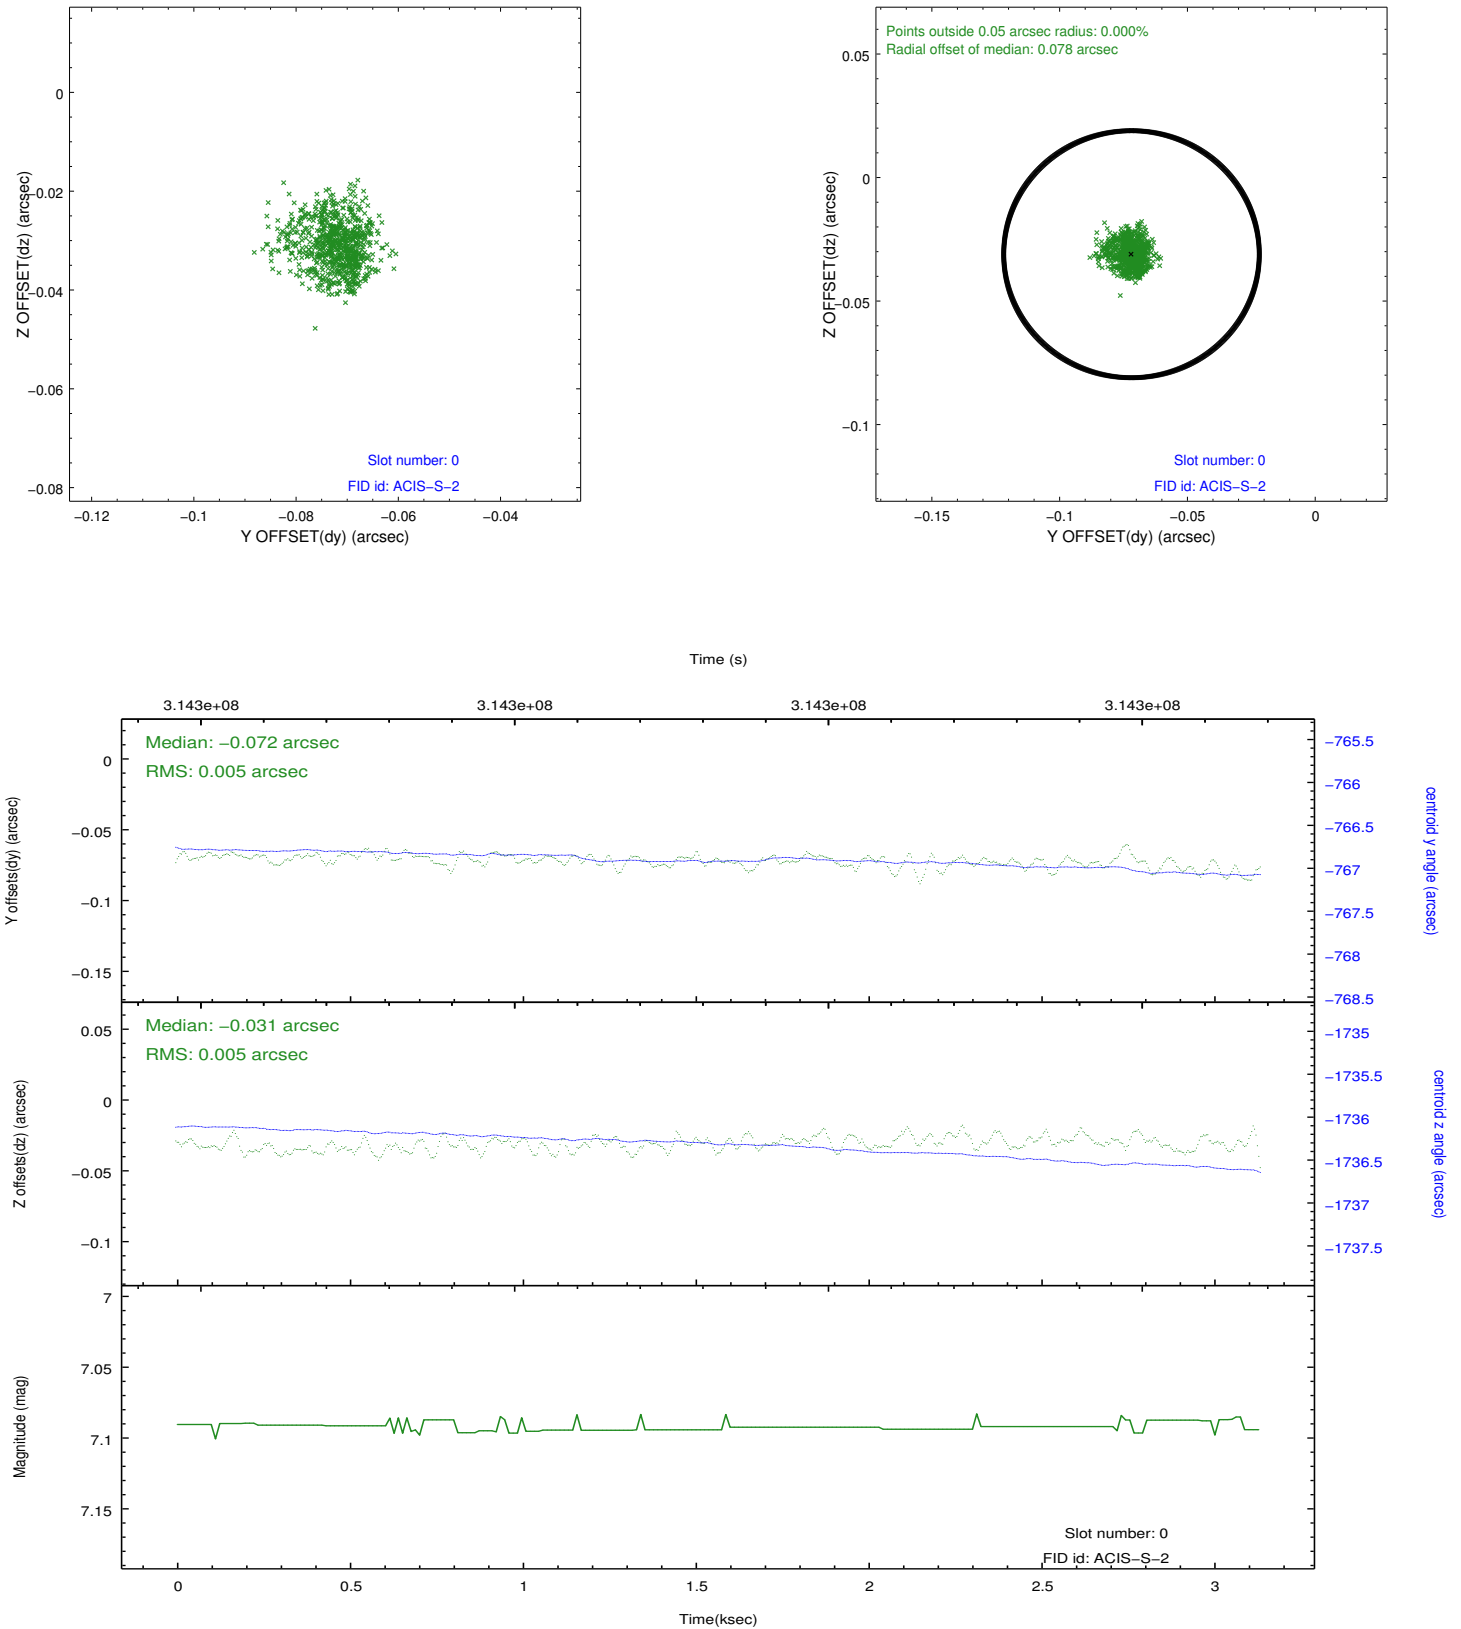 0
−0.02
−0.04
−0.06
−0.08
Z OFFSET(dz) (arcsec)
Slot number: 0
FID id: ACIS−S−2
−0.12 −0.1 −0.08 −0.06 −0.04
Y OFFSET(dy) (arcsec)
Points outside 0.05 arcsec radius: 0.000%
Radial offset of median: 0.078 arcsec
0.05
0
−0.05
−0.1
Z OFFSET(dz) (arcsec)
Slot number: 0
FID id: ACIS−S−2
−0.15 −0.1 −0.05 0
Y OFFSET(dy) (arcsec)
Time (s)
3.143e+08 3.143e+08 3.143e+08 3.143e+08
Median: −0.072 arcsec
RMS: 0.005 arcsec
0
−0.05
−0.1
−0.15
Y offsets(dy) (arcsec)
−765.5
−766
−766.5
−767
−767.5
−768
−768.5
centroid y angle (arcsec)
Median: −0.031 arcsec
RMS: 0.005 arcsec
0.05
0
−0.05
−0.1
Z offsets(dz) (arcsec)
−1735
−1735.5
−1736
−1736.5
−1737
−1737.5
centroid z angle (arcsec)
7
7.05
7.1
7.15
Magnitude (mag)
Slot number: 0
FID id: ACIS−S−2
0 0.5 1 1.5 2 2.5 3
Time(ksec)